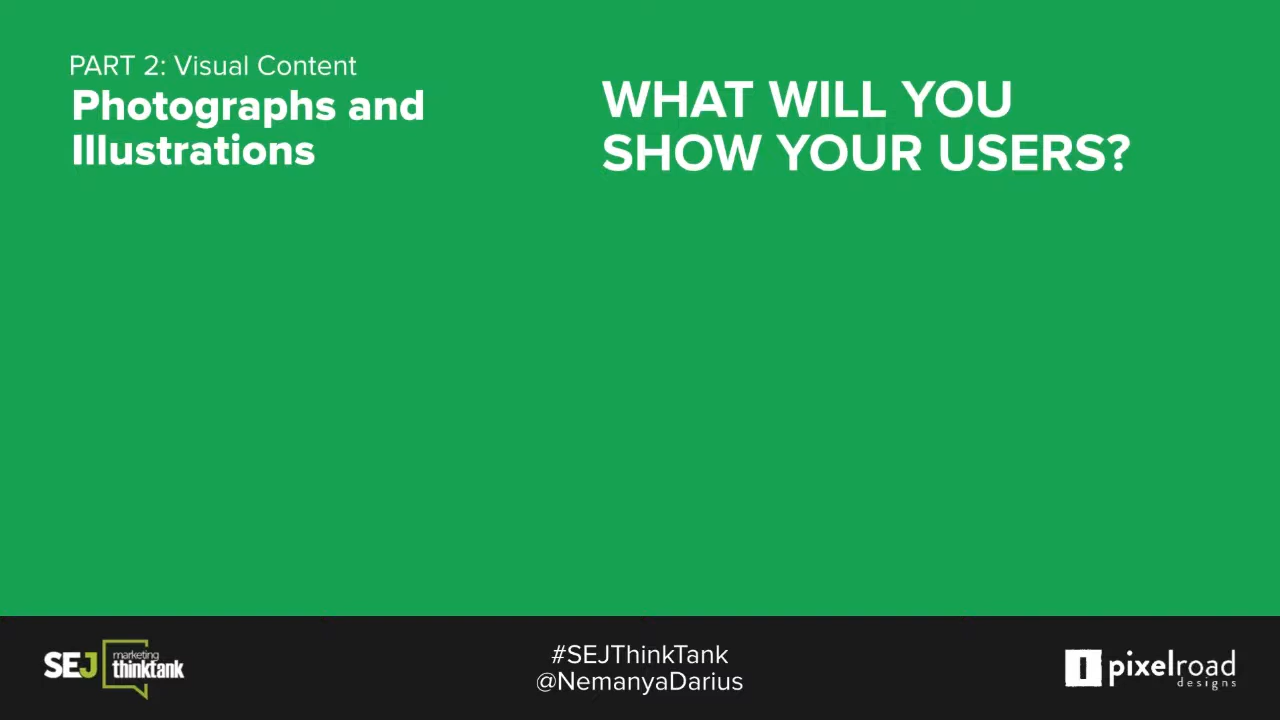 PART 2: Visual Content
Photographs and
Illustrations
WHAT WILL YOU
SHOW YOUR USERS?
SEJ marketing thinktank
#SEJThinkTank
@NemanyaDarius
pixelroad
designs